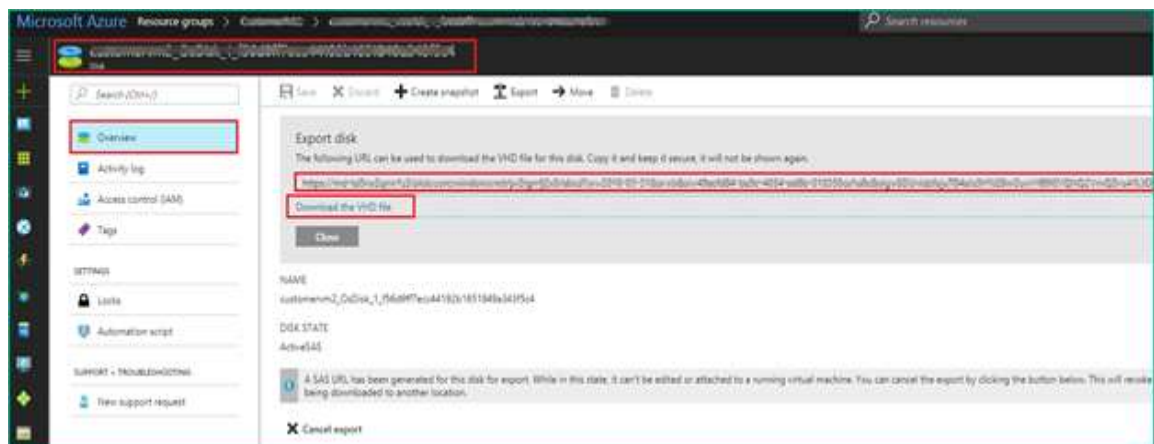 Microsoft Azure Resource groups >
Search resources
Disk
Search (Ctrl+/)
Save Discard Create snapshot Export Move Delete
Overview
Activity log
Access control (IAM)
Tags
SETTINGS
Locks
Automation script
SUPPORT + TROUBLESHOOTING
New support request
Export disk
The following URL can be used to download the VHD file for this disk. Copy it and keep it secure, it will not be shown again.
Download the VHD file
Close
NAME
DISK STATE
ActiveSAS
A SAS URL has been generated for this disk for export. While in this state, it can't be edited or attached to a running virtual machine. You can cancel the export by clicking the button below. This will revoke
being downloaded to another location.
Cancel export